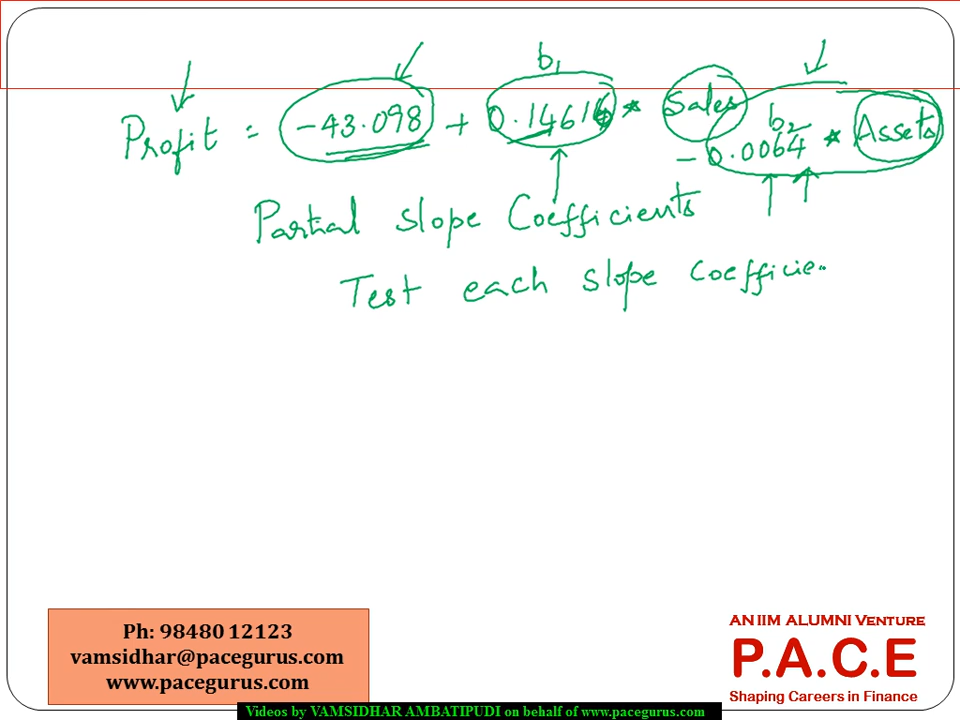 b1
Profit = -43.098 + 0.14616 * Sales
b2
- 0.0064 * Assets
Partial slope Coefficients
Test each slope coefficie
Ph: 98480 12123
vamsidhar@pacegurus.com
www.pacegurus.com
AN IIM ALUMNI VENTURE
P.A.C.E
Shaping Careers in Finance
Videos by VAMSIDHAR AMBATIPUDI on behalf of www.pacegurus.com